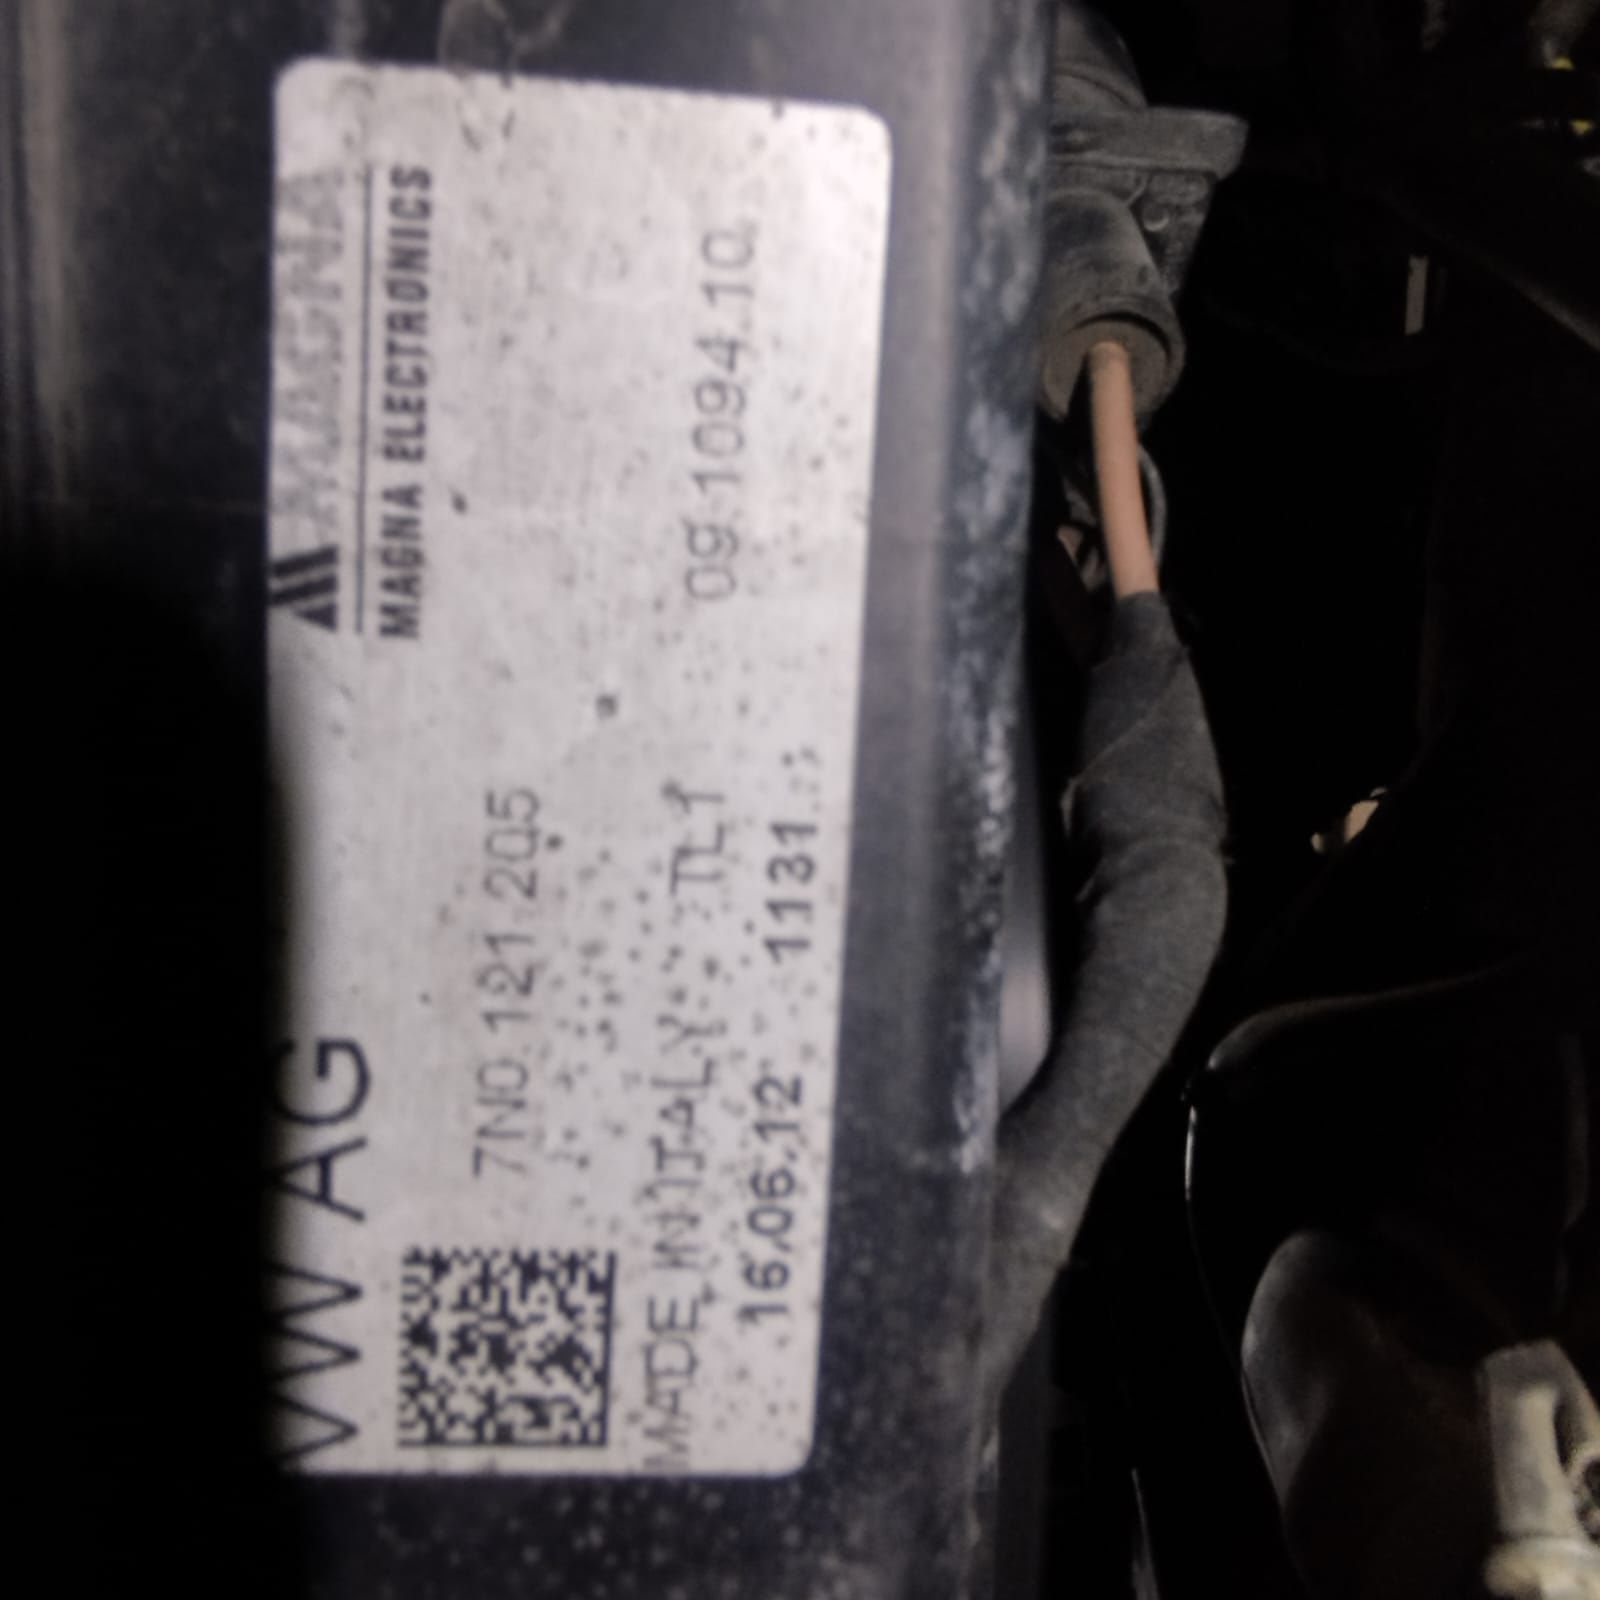 VW AG
MAGNA
MAGNA ELECTRONICS
7N0.121.205
MADE IN ITALY - TLT
09.1094.10
16.06.12 1131